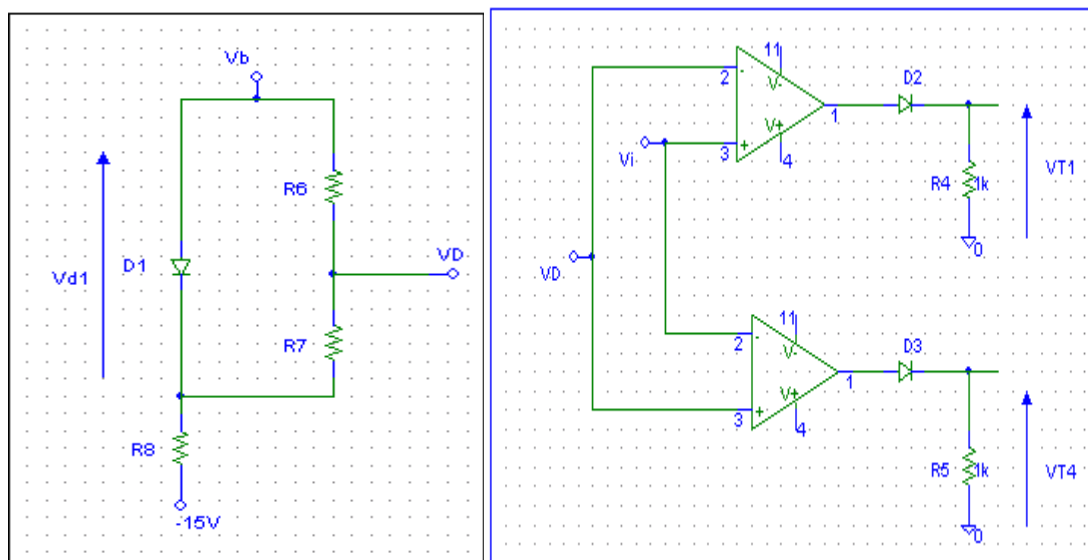 Vb
R6
Vd1
D1
VD
R7
R8
-15V
11
2
-
V-
D2
1
V+
Vi
3
+
4
R4
1k
VT1
0
VD
11
2
-
V-
D3
1
V+
3
+
4
R5
1k
VT4
0